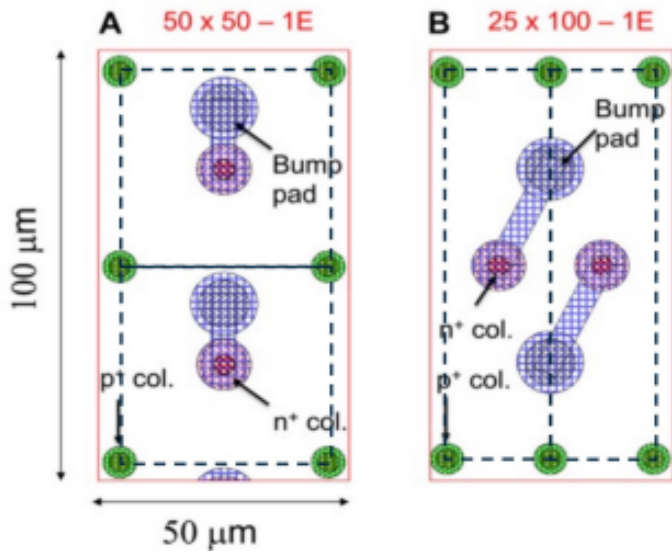 A 50 x 50 – 1E
B 25 x 100 – 1E
Bump
pad
Bump
pad
100 μm
n⁺ col.
p⁺ col.
p⁺ col.
n⁺ col.
50 μm